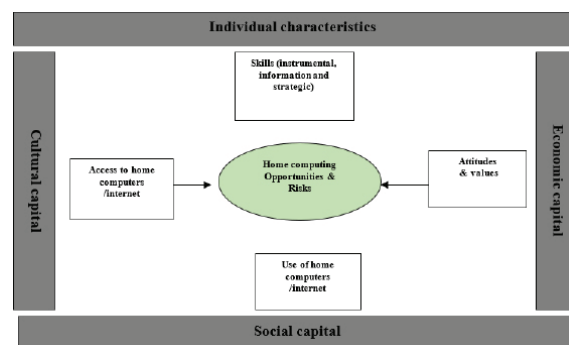 Individual characteristics
Skills (instrumental,
information and
strategic)
Cultural capital
Economic capital
Access to home
computers
/internet
Home computing
Opportunities &
Risks
Attitudes
& values
Use of home
computers
/internet
Social capital